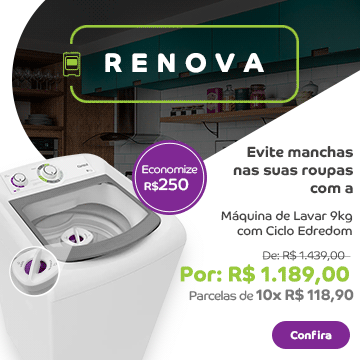 RENOVA
Economize
R$250
Evite manchas
nas suas roupas
com a
Máquina de Lavar 9kg
com Ciclo Edredom
De: R$ 1.439,00
Por: R$ 1.189,00
Parcelas de 10x R$ 118,90
Confira